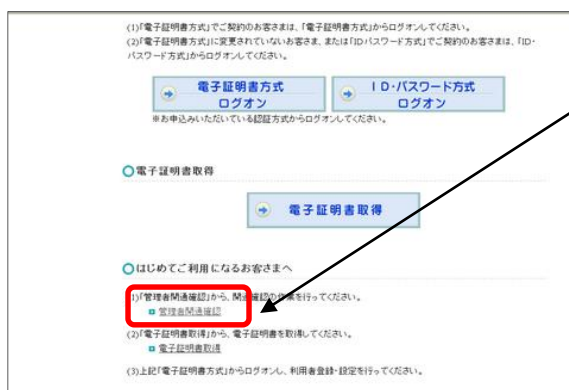 (1)「電子証明書方式」でご契約のお客さまは、「電子証明書方式」からログオンしてください。
(2)「電子証明書方式」に変更されていないお客さま、または「IDパスワード方式」でご契約のお客さまは、「ID・
パスワード方式」からログオンしてください。
電子証明書方式
ログオン
ID・パスワード方式
ログオン
※お申込みいただいている認証方式からログオンしてください。
電子証明書取得
電子証明書取得
はじめてご利用になるお客さまへ
(1)「管理者開通確認」から、開通確認の作業を行ってください。
管理者開通確認
(2)「電子証明書取得」から、電子証明書を取得してください。
電子証明書取得
(3)上記「電子証明書方式」からログオンし、利用者登録・設定を行ってください。